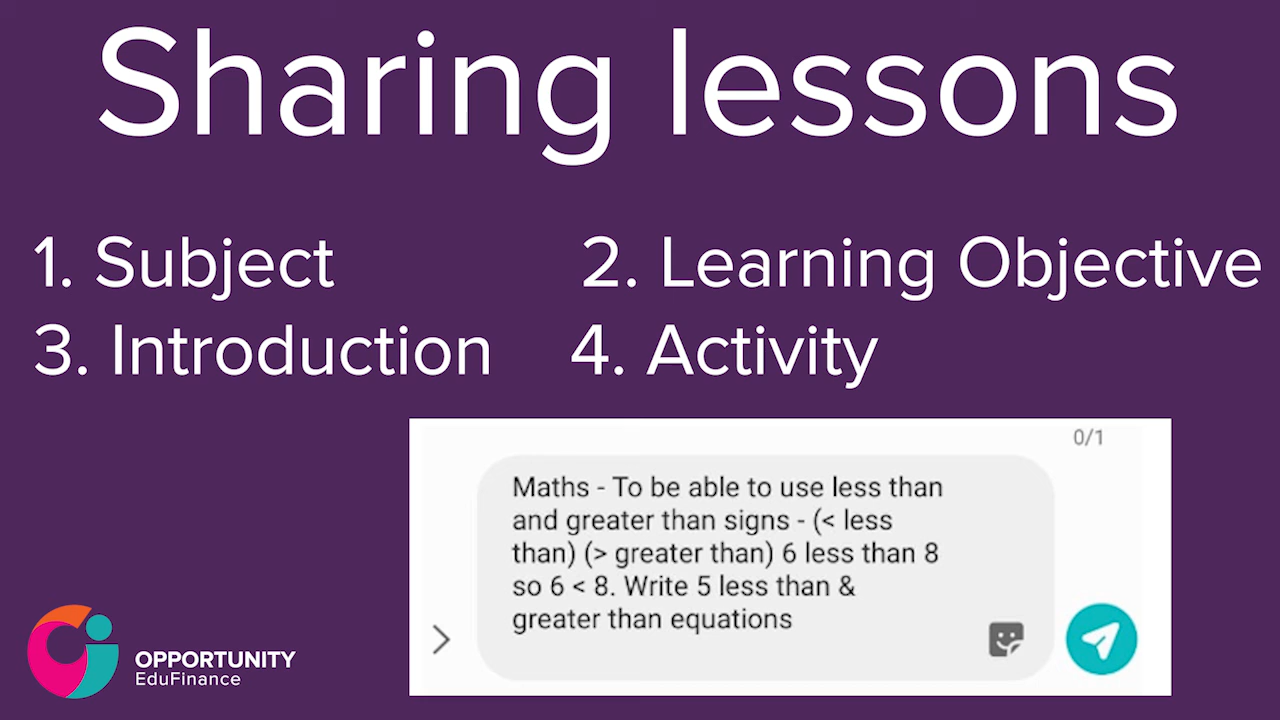 Sharing lessons
1. Subject
2. Learning Objective
3. Introduction
4. Activity
0/1
Maths - To be able to use less than
and greater than signs - (< less
than) (> greater than) 6 less than 8
so 6 < 8. Write 5 less than &
greater than equations
OPPORTUNITY
EduFinance